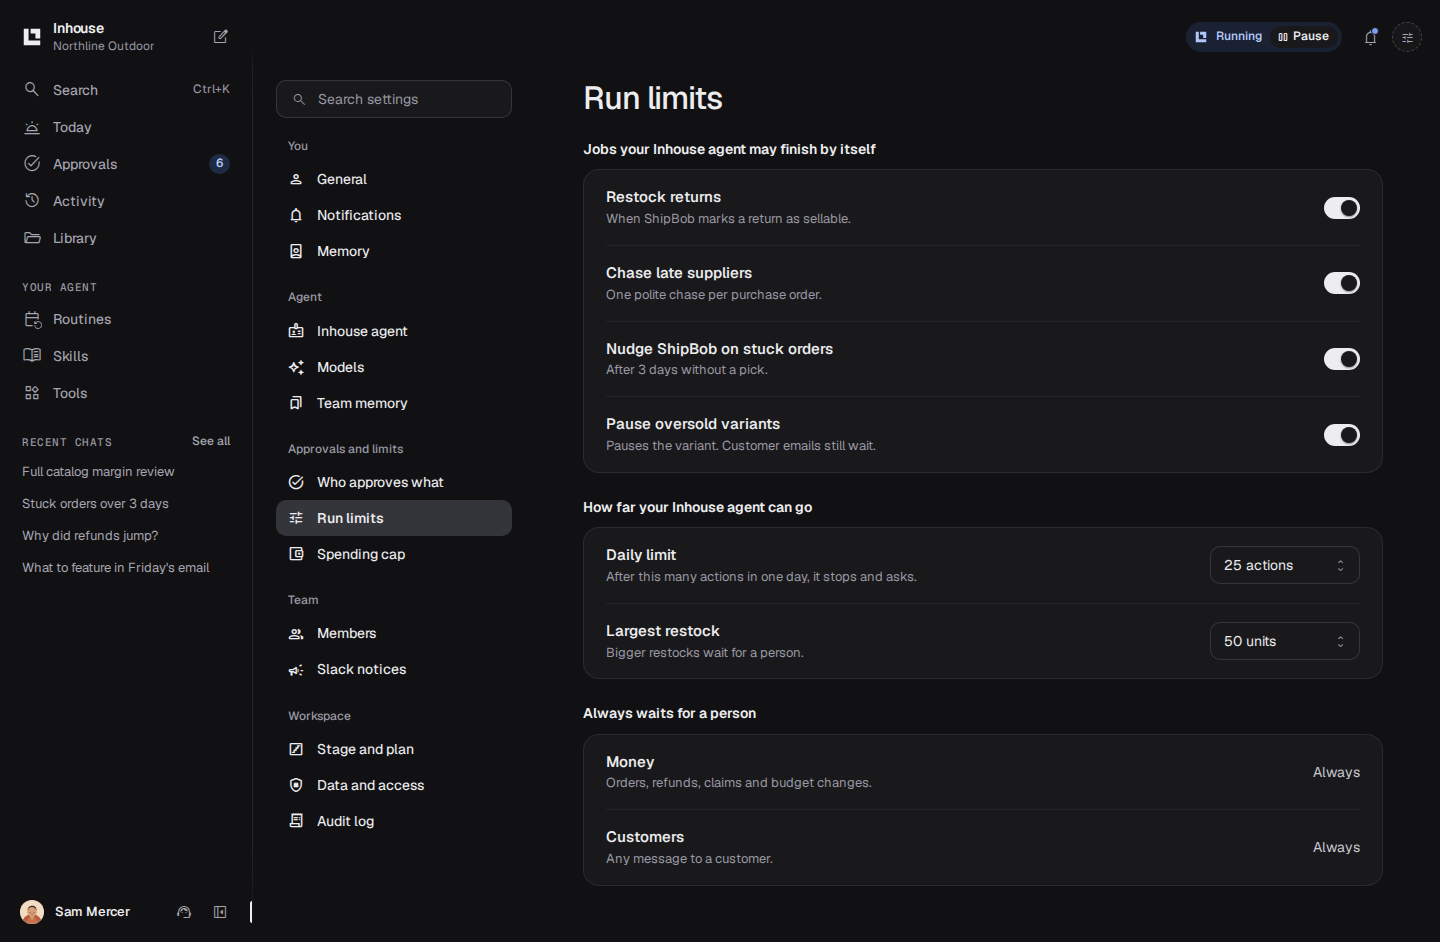 Inhouse
Northline Outdoor
Search Ctrl+K
Today
Approvals 6
Activity
Library
YOUR AGENT
Routines
Skills
Tools
RECENT CHATS See all
Full catalog margin review
Stuck orders over 3 days
Why did refunds jump?
What to feature in Friday's email
Sam Mercer
Running Pause
Search settings
You
General
Notifications
Memory
Agent
Inhouse agent
Models
Team memory
Approvals and limits
Who approves what
Run limits
Spending cap
Team
Members
Slack notices
Workspace
Stage and plan
Data and access
Audit log
Run limits
Jobs your Inhouse agent may finish by itself
Restock returns
When ShipBob marks a return as sellable.
Chase late suppliers
One polite chase per purchase order.
Nudge ShipBob on stuck orders
After 3 days without a pick.
Pause oversold variants
Pauses the variant. Customer emails still wait.
How far your Inhouse agent can go
Daily limit
After this many actions in one day, it stops and asks.
25 actions
Largest restock
Bigger restocks wait for a person.
50 units
Always waits for a person
Money
Orders, refunds, claims and budget changes.
Always
Customers
Any message to a customer.
Always